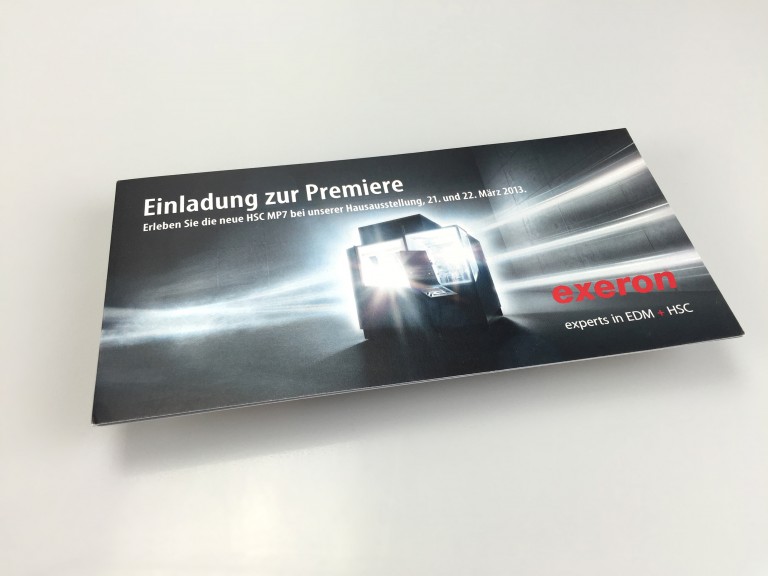 Einladung zur Premiere
Erleben Sie die neue HSC MP7 bei unserer Hausausstellung, 21. und 22. März 2013.
exeron
experts in EDM + HSC